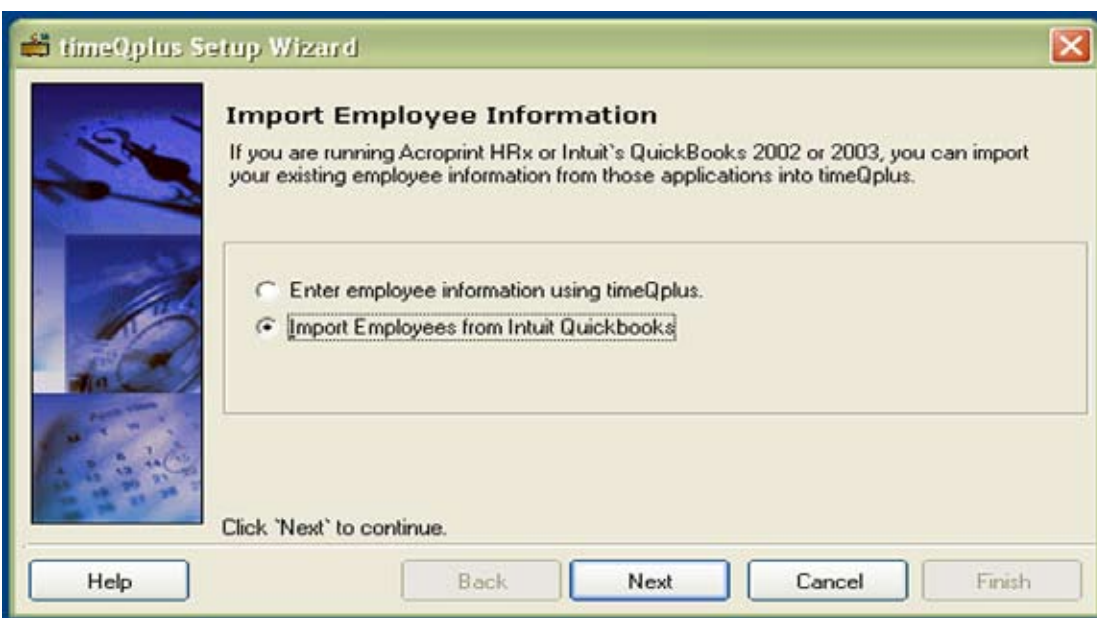 timeQplus Setup Wizard
Import Employee Information
If you are running Acroprint HRx or Intuit`s QuickBooks 2002 or 2003, you can import
your existing employee information from those applications into timeQplus.
Enter employee information using timeQplus.
Import Employees from Intuit Quickbooks
Click `Next` to continue.
Help
Back
Next
Cancel
Finish